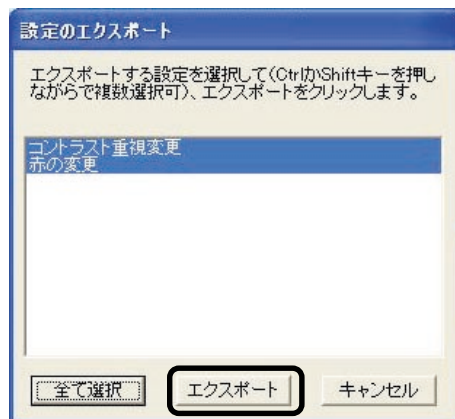 設定のエクスポート
エクスポートする設定を選択して(CtrlかShiftキーを押し
ながらで複数選択可)、エクスポートをクリックします。
コントラスト重視変更
赤の変更
全て選択 エクスポート キャンセル